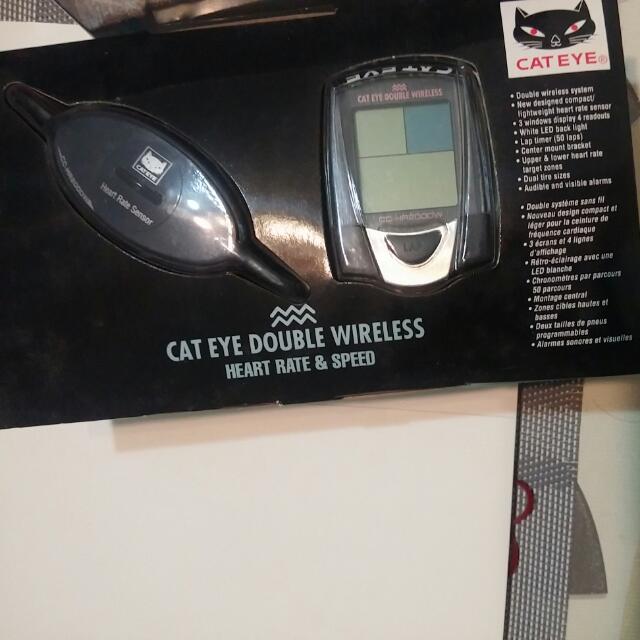 CAT EYE®
• Double wireless system
• New designed compact/
lightweight heart rate sensor
• 3 windows display 4 readouts
• White LED back light
• Lap timer (50 laps)
• Center mount bracket
• Upper & lower heart rate
target zones
• Dual tire sizes
• Audible and visible alarms
• Double système sans fil
• Nouveau design compact et
léger pour la ceinture de
fréquence cardiaque
• 3 écrans et 4 lignes
d'affichage
• Rétro-éclairage avec une
LED blanche
• Chronomètres par parcours
50 parcours
• Montage central
• Zones cibles hautes et
basses
• Deux tailles de pneus
programmables
• Alarmes sonores et visuelles
CAT EYE
CAT EYE DOUBLE WIRELESS
LAP
CAT EYE
Heart Rate Sensor
CAT EYE DOUBLE WIRELESS
HEART RATE & SPEED